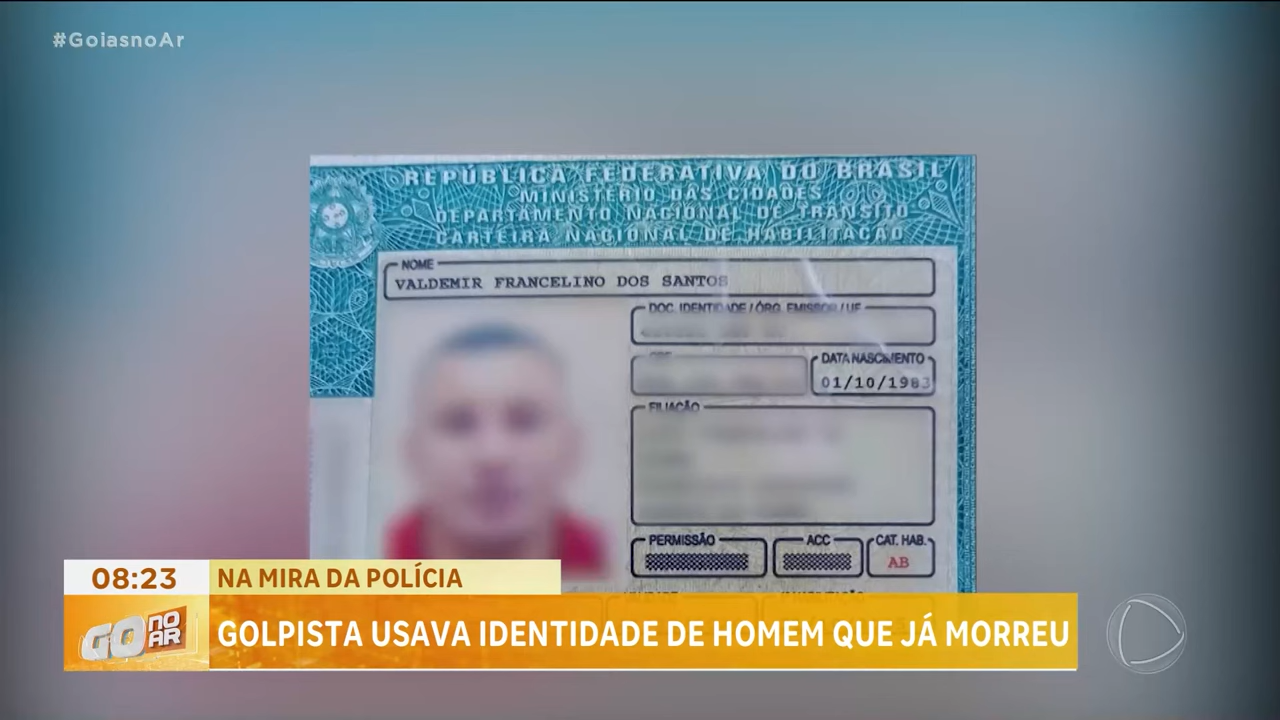 #GoiasnoAr
REPÚBLICA FEDERATIVA DO BRASIL
MINISTÉRIO DAS CIDADES
DEPARTAMENTO NACIONAL DE TRÂNSITO
CARTEIRA NACIONAL DE HABILITAÇÃO
NOME
VALDEMIR FRANCELINO DOS SANTOS
DOC. IDENTIDADE / ÓRG. EMISSOR / UF
DATA NASCIMENTO
01/10/1983
FILIAÇÃO
PERMISSÃO
ACC
CAT. HAB.
AB
08:23
NA MIRA DA POLÍCIA
GO NO AR
GOLPISTA USAVA IDENTIDADE DE HOMEM QUE JÁ MORREU